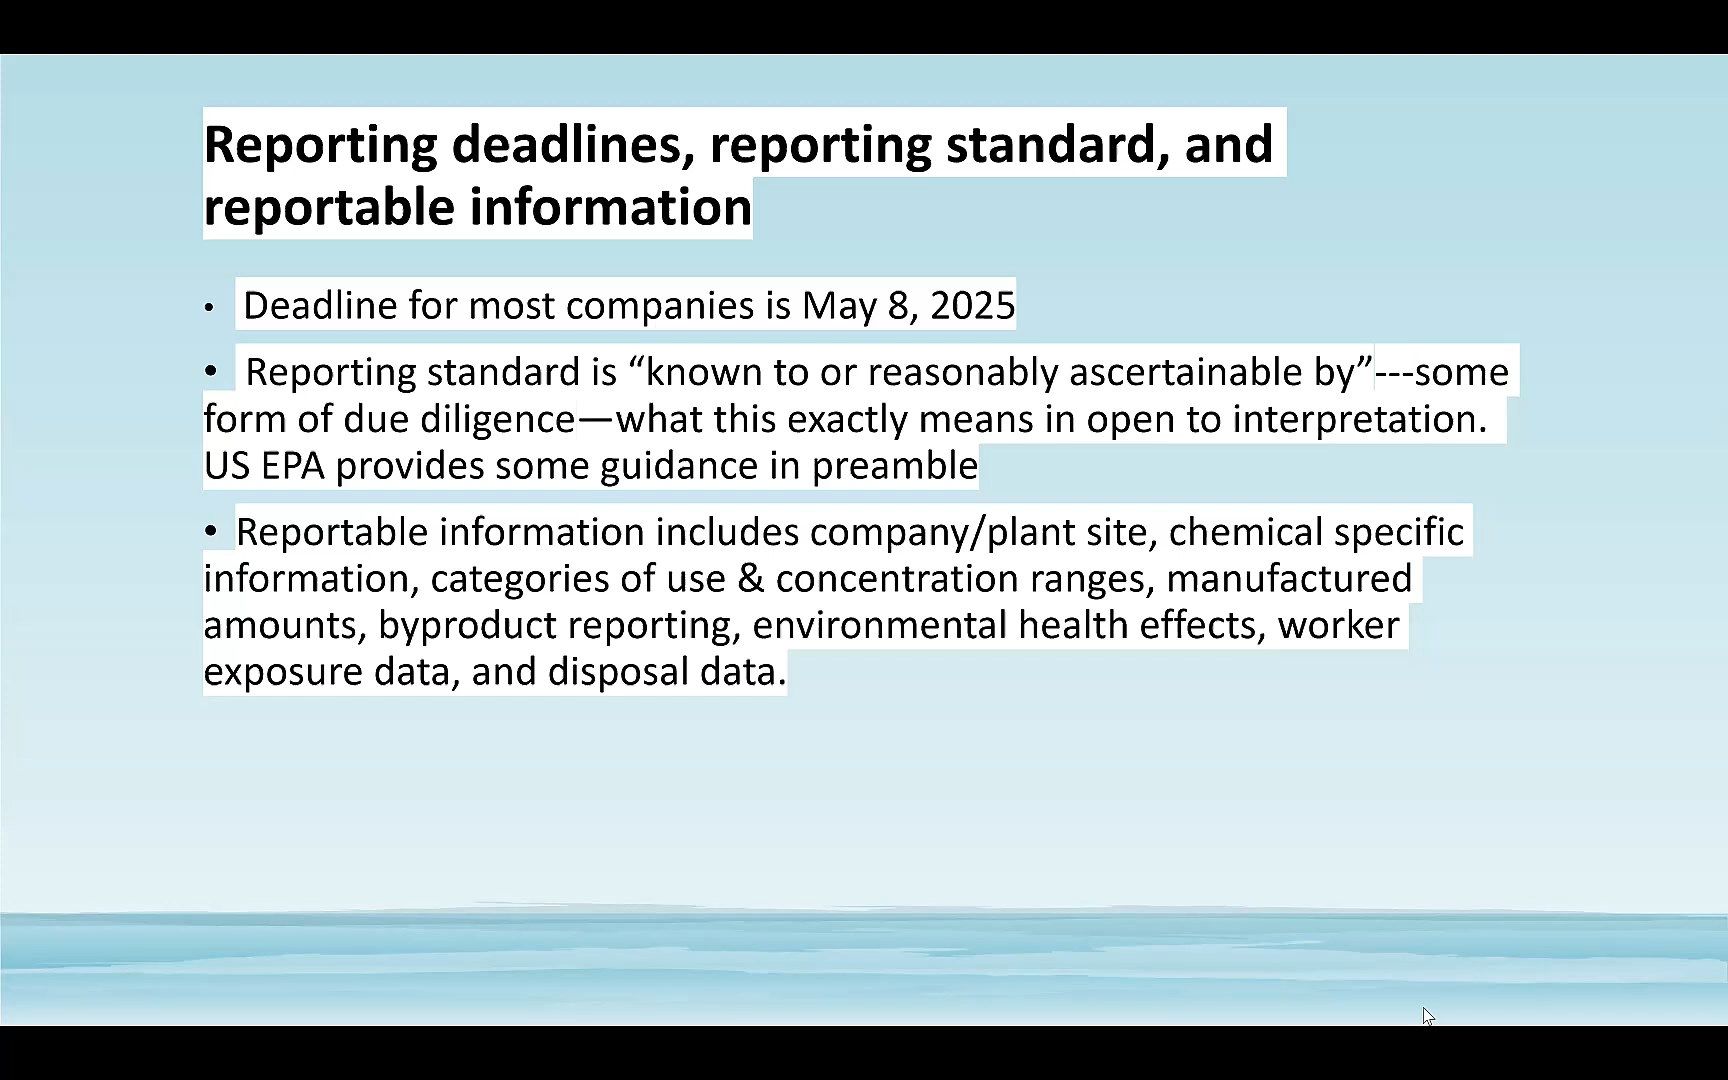 Reporting deadlines, reporting standard, and
reportable information
• Deadline for most companies is May 8, 2025
• Reporting standard is “known to or reasonably ascertainable by”---some
form of due diligence—what this exactly means in open to interpretation.
US EPA provides some guidance in preamble
• Reportable information includes company/plant site, chemical specific
information, categories of use & concentration ranges, manufactured
amounts, byproduct reporting, environmental health effects, worker
exposure data, and disposal data.